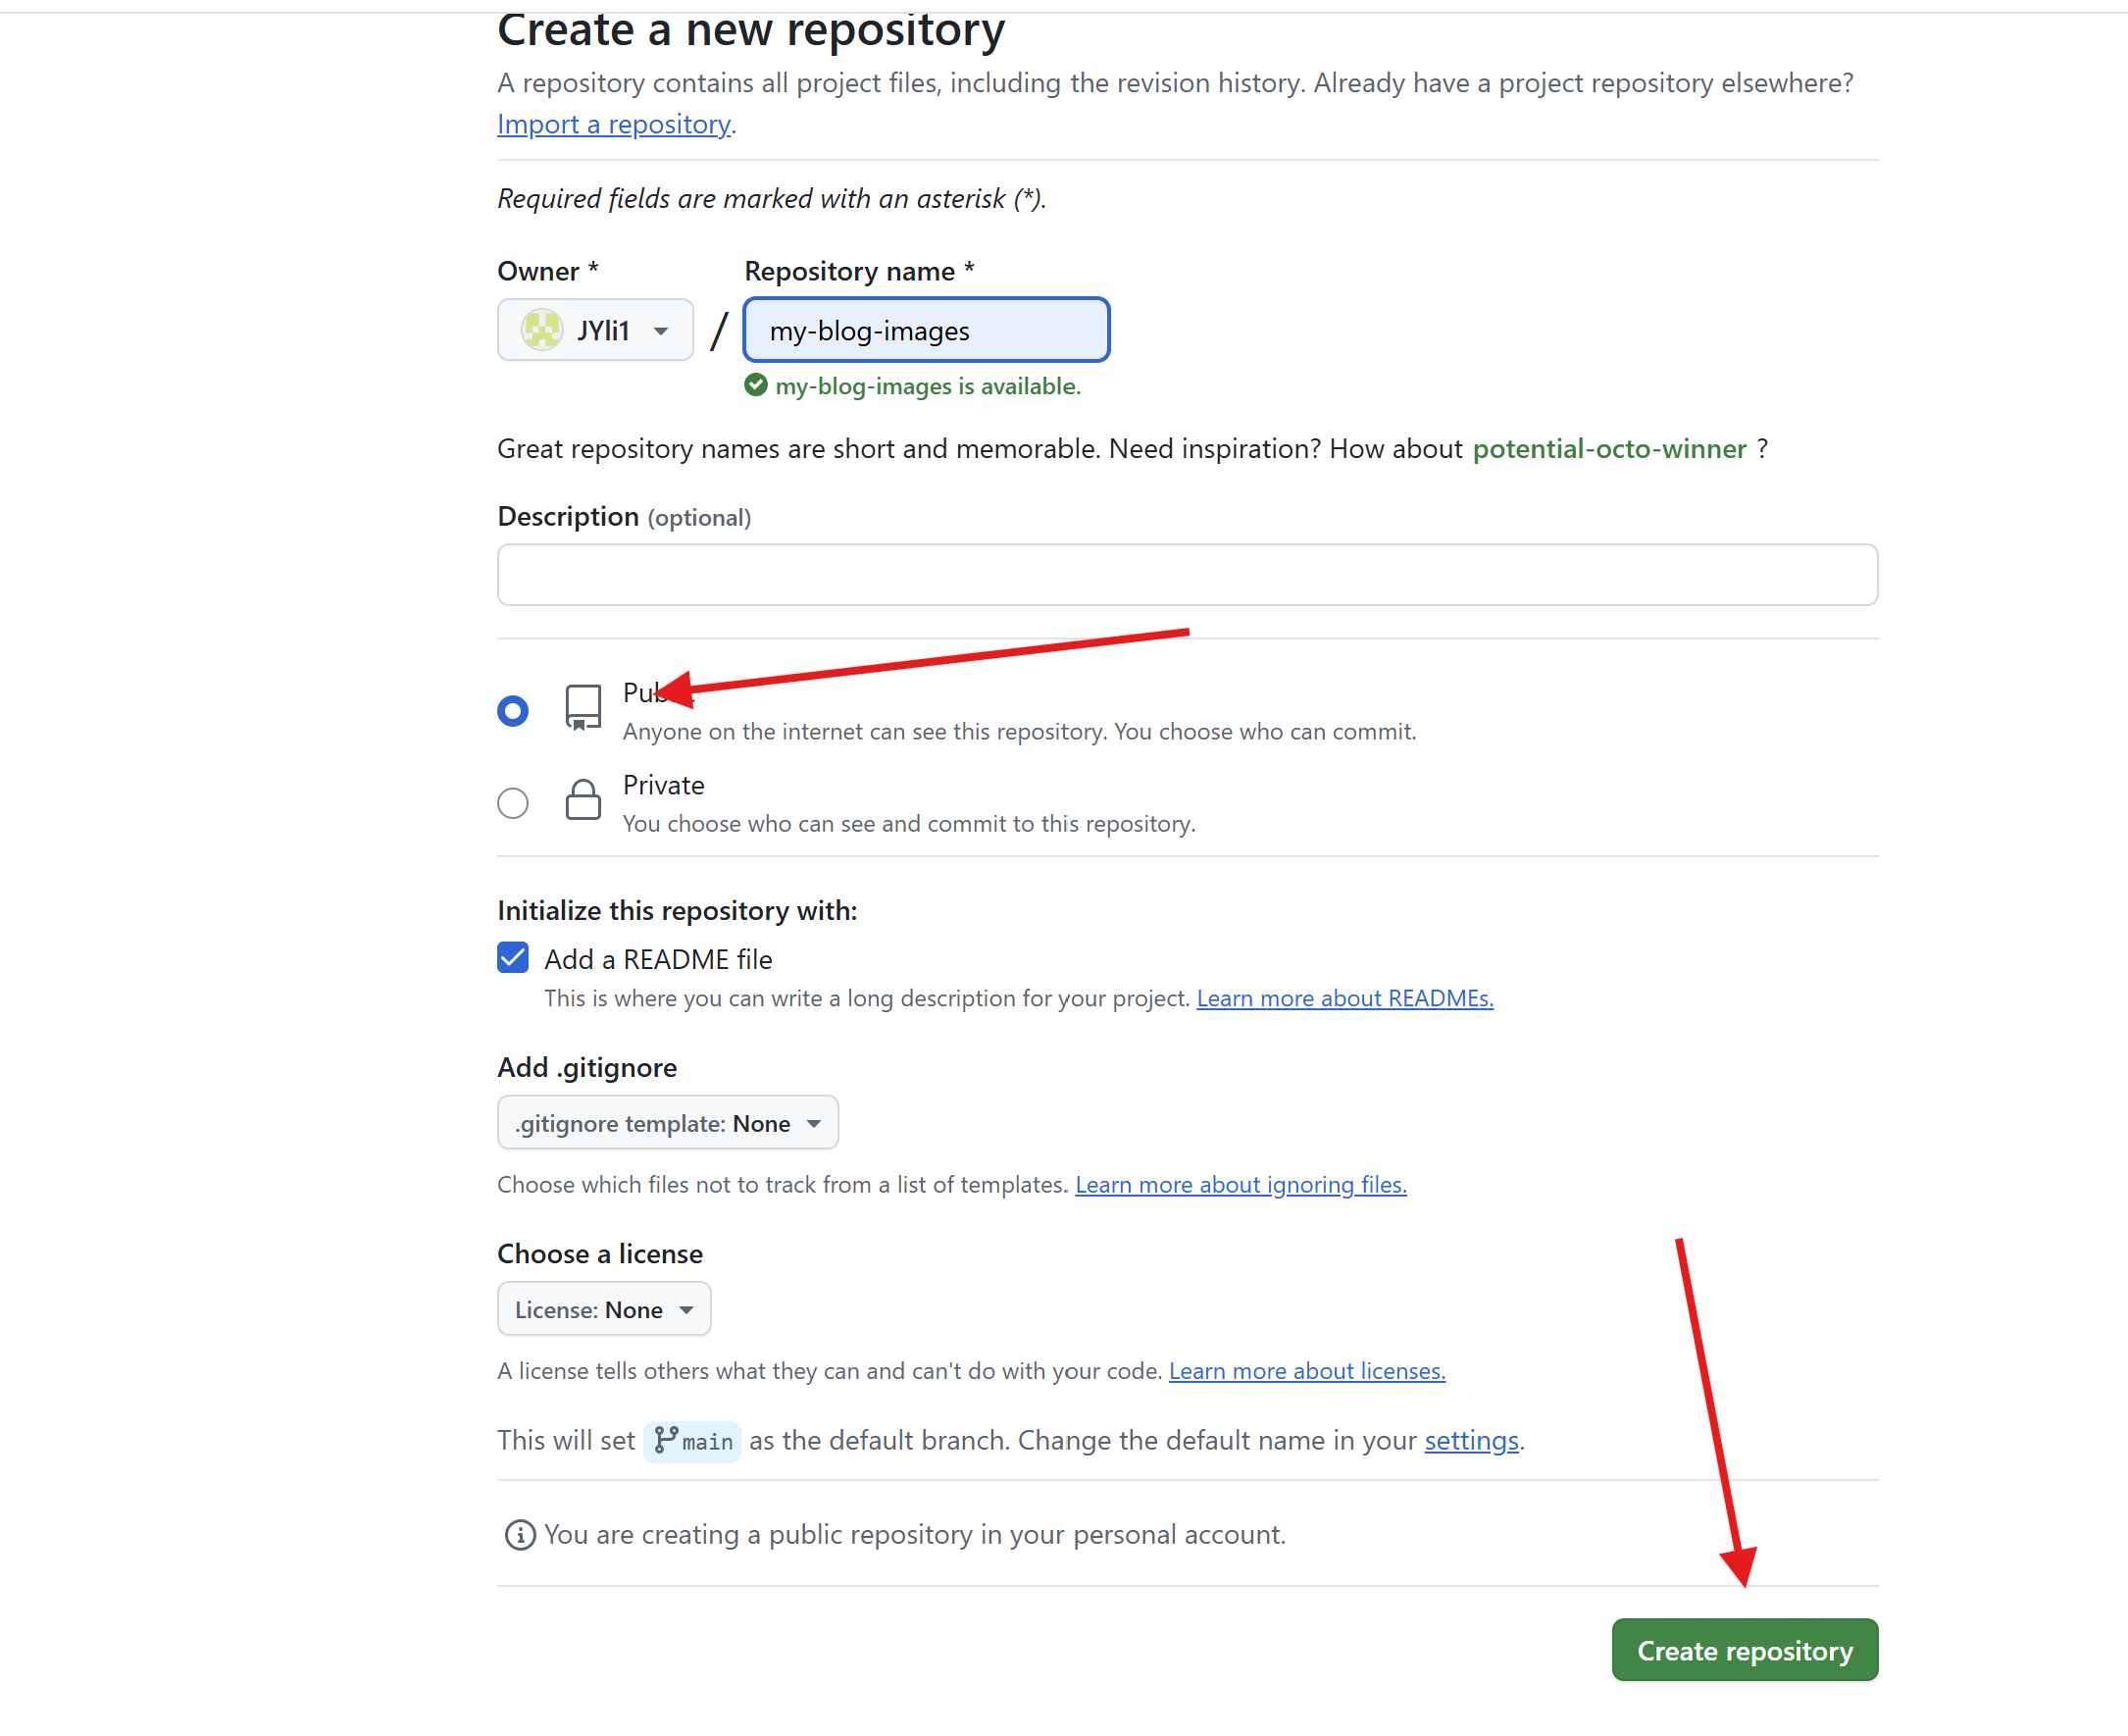 Create a new repository
A repository contains all project files, including the revision history. Already have a project repository elsewhere?
Import a repository.
Required fields are marked with an asterisk (*).
Owner * Repository name *
JYli1 / my-blog-images
my-blog-images is available.
Great repository names are short and memorable. Need inspiration? How about potential-octo-winner ?
Description (optional)
Public
Anyone on the internet can see this repository. You choose who can commit.
Private
You choose who can see and commit to this repository.
Initialize this repository with:
Add a README file
This is where you can write a long description for your project. Learn more about READMEs.
Add .gitignore
.gitignore template: None
Choose which files not to track from a list of templates. Learn more about ignoring files.
Choose a license
License: None
A license tells others what they can and can't do with your code. Learn more about licenses.
This will set main as the default branch. Change the default name in your settings.
You are creating a public repository in your personal account.
Create repository